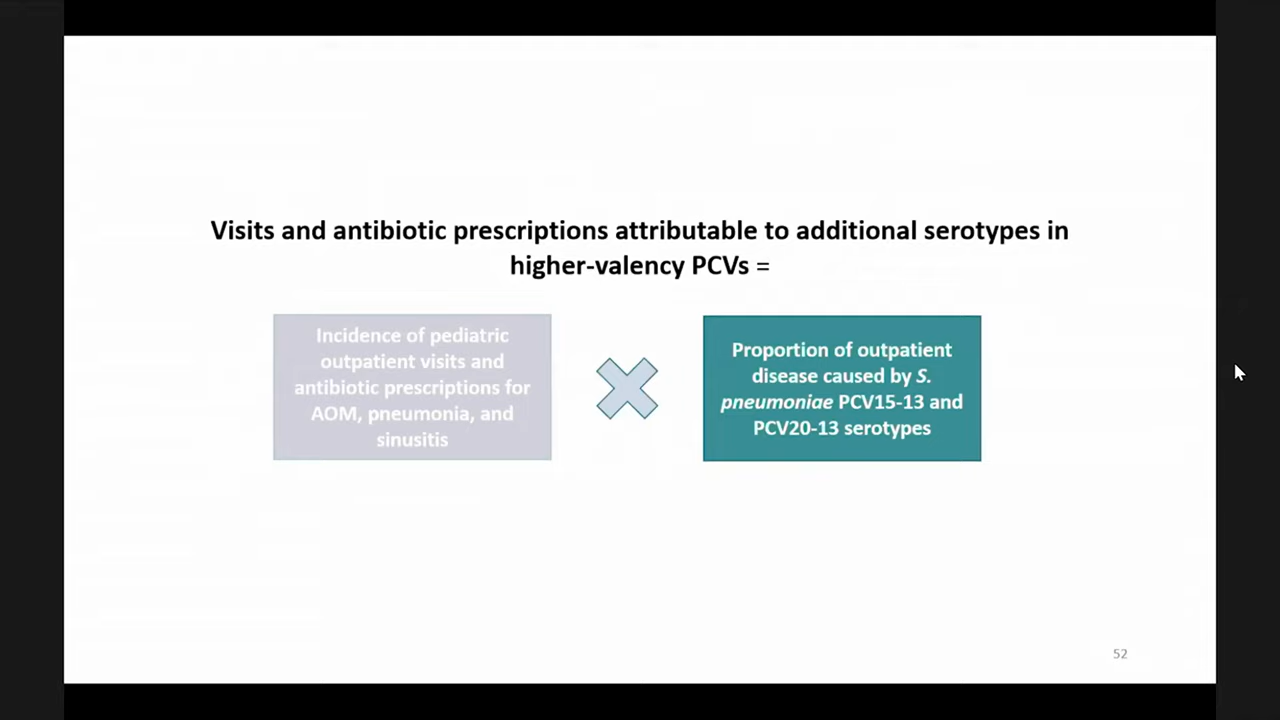 Visits and antibiotic prescriptions attributable to additional serotypes in
higher-valency PCVs =
Incidence of pediatric
outpatient visits and
antibiotic prescriptions for
AOM, pneumonia, and
sinusitis
Proportion of outpatient
disease caused by S.
pneumoniae PCV15-13 and
PCV20-13 serotypes
52